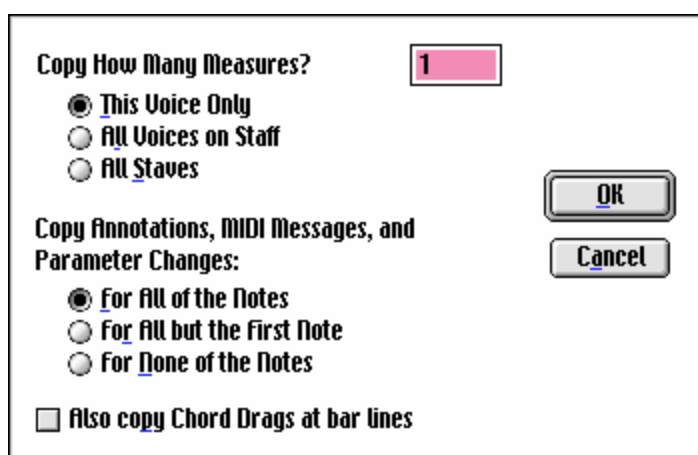 Copy How Many Measures? 1
This Voice Only
All Voices on Staff
All Staves
OK
Copy Annotations, MIDI Messages, and
Parameter Changes:
Cancel
For All of the Notes
For All but the First Note
For None of the Notes
Also copy Chord Drags at bar lines